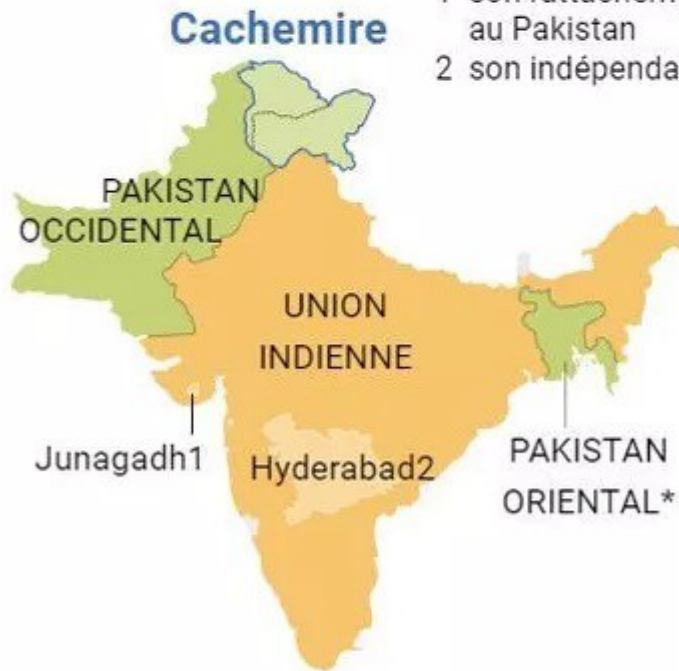 au Pakistan
2 son
Cachemire
PAKISTAN
OCCIDENTAL
UNION
INDIENNE
Junagadh1
Hyderabad2
PAKISTAN
ORIENTAL*